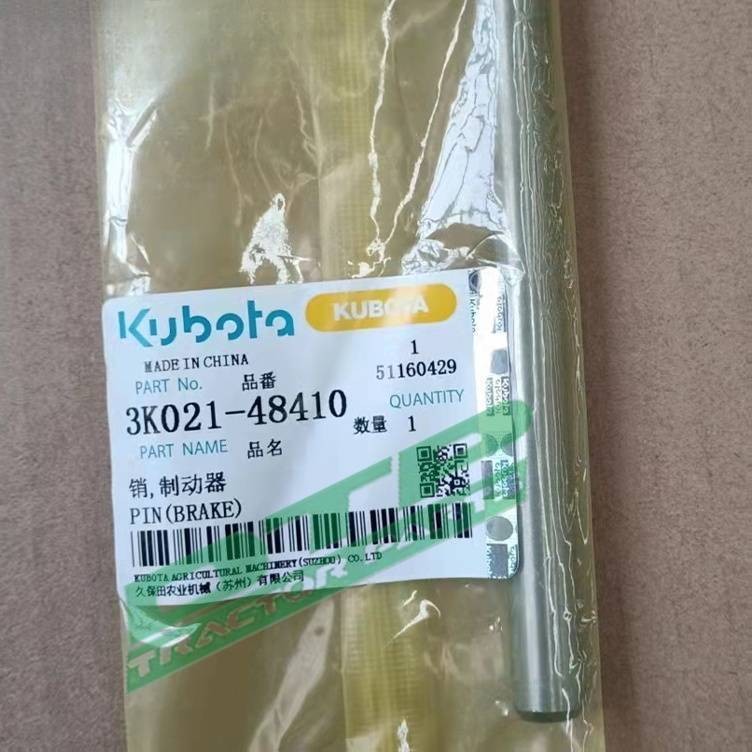 Kubota KUBOTA
MADE IN CHINA 1
PART No. 品番 51160429
3K021-48410 QUANTITY
数量 1
PART NAME 品名
销,制动器
PIN(BRAKE)
KUBOTA AGRICULTURAL MACHINERY(SUZHOU) CO.LTD
久保田农业机械（苏州）有限公司
TRACTOR